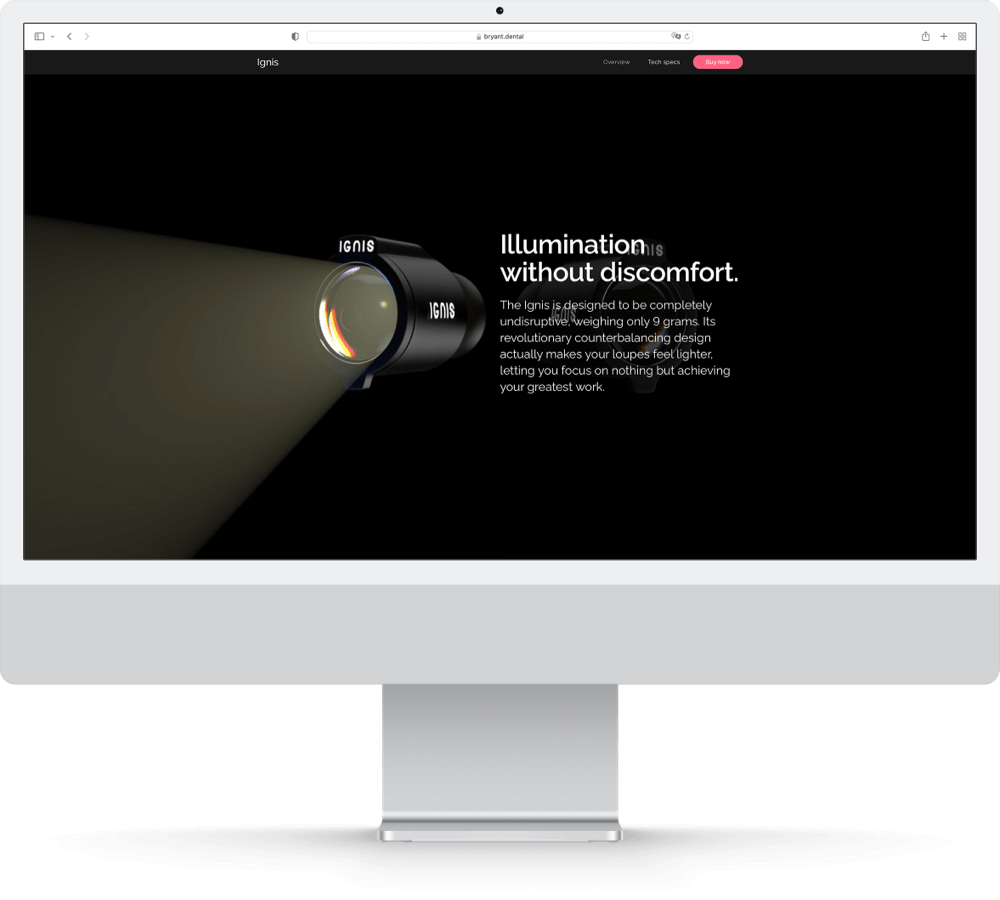 bryant.dental
Ignis
Overview
Tech specs
Buy now
IGNIS
IGNIS
Illumination
without discomfort.
IGNIS
IGNIS
The Ignis is designed to be completely
undisruptive, weighing only 9 grams. Its
revolutionary counterbalancing design
actually makes your loupes feel lighter,
letting you focus on nothing but achieving
your greatest work.